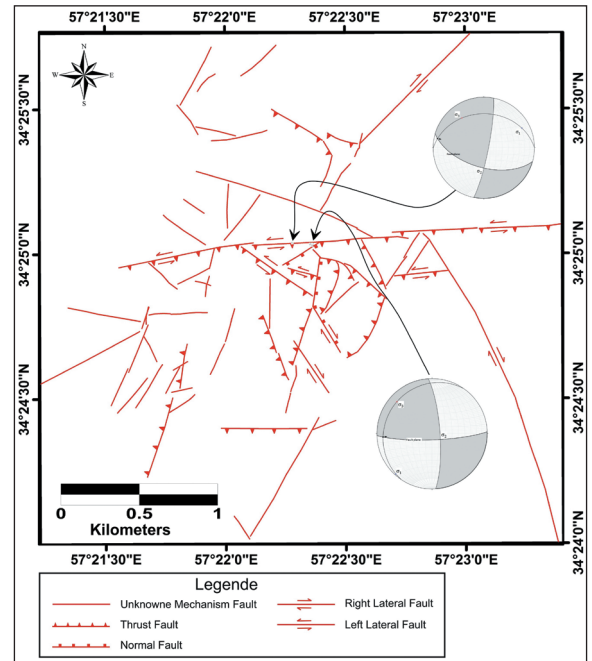 57°21'30"E 57°22'0"E 57°22'30"E 57°23'0"E
N
W E
S
34°25'30"N 34°25'30"N
34°25'0"N 34°25'0"N
34°24'30"N 34°24'30"N
34°24'0"N
0 0.5 1
Kilometers
57°21'30"E 57°22'0"E 57°22'30"E 57°23'0"E
Legende
Unknowne Mechanism Fault
Thrust Fault
Normal Fault
Right Lateral Fault
Left Lateral Fault